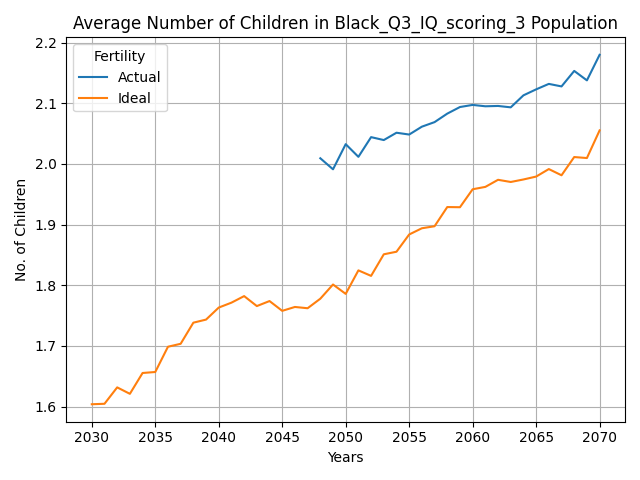 Average Number of Children in Black_Q3_IQ_scoring_3 Population
Fertility
Actual
Ideal
No. of Children
2.2
2.1
2.0
1.9
1.8
1.7
1.6
2030 2035 2040 2045 2050 2055 2060 2065 2070
Years